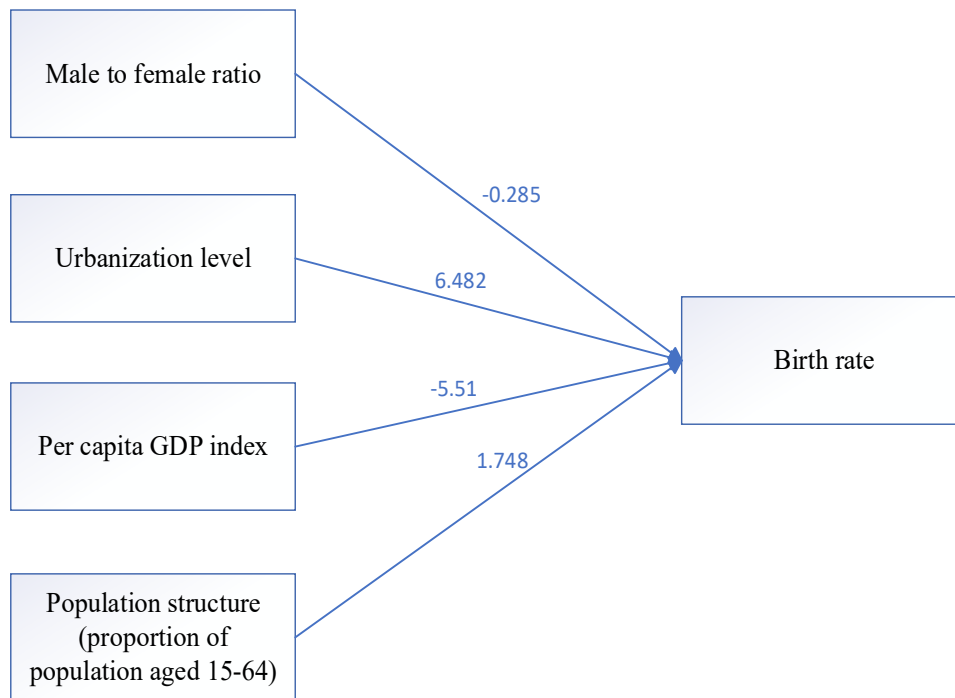 Male to female ratio
-0.285
Urbanization level
6.482
Birth rate
-5.51
Per capita GDP index
1.748
Population structure
(proportion of
population aged 15-64)